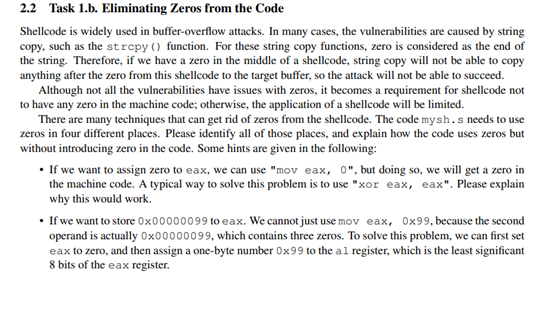 2.2 Task 1.b. Eliminating Zeros from the Code
Shellcode is widely used in buffer-overflow attacks. In many cases, the vulnerabilities are caused by string
copy, such as the strcpy() function. For these string copy functions, zero is considered as the end of
the string. Therefore, if we have a zero in the middle of a shellcode, string copy will not be able to copy
anything after the zero from this shellcode to the target buffer, so the attack will not be able to succeed.
Although not all the vulnerabilities have issues with zeros, it becomes a requirement for shellcode not
to have any zero in the machine code; otherwise, the application of a shellcode will be limited.
There are many techniques that can get rid of zeros from the shellcode. The code mysh.s needs to use
zeros in four different places. Please identify all of those places, and explain how the code uses zeros but
without introducing zero in the code. Some hints are given in the following:
• If we want to assign zero to eax, we can use "mov eax, 0", but doing so, we will get a zero in
the machine code. A typical way to solve this problem is to use "xor eax, eax". Please explain
why this would work.
• If we want to store 0x00000099 to eax. We cannot just use mov eax, 0x99, because the second
operand is actually 0x00000099, which contains three zeros. To solve this problem, we can first set
eax to zero, and then assign a one-byte number 0x99 to the al register, which is the least significant
8 bits of the eax register.